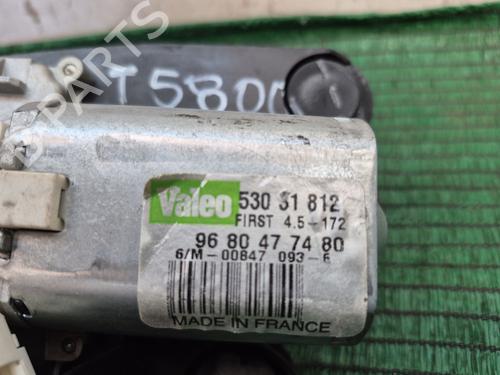 T5800
Valeo 530 31 812
FIRST 4.5-172
96 80 47 74 80
6/M-00847 093-6
MADE IN FRANCE
B-PARTS